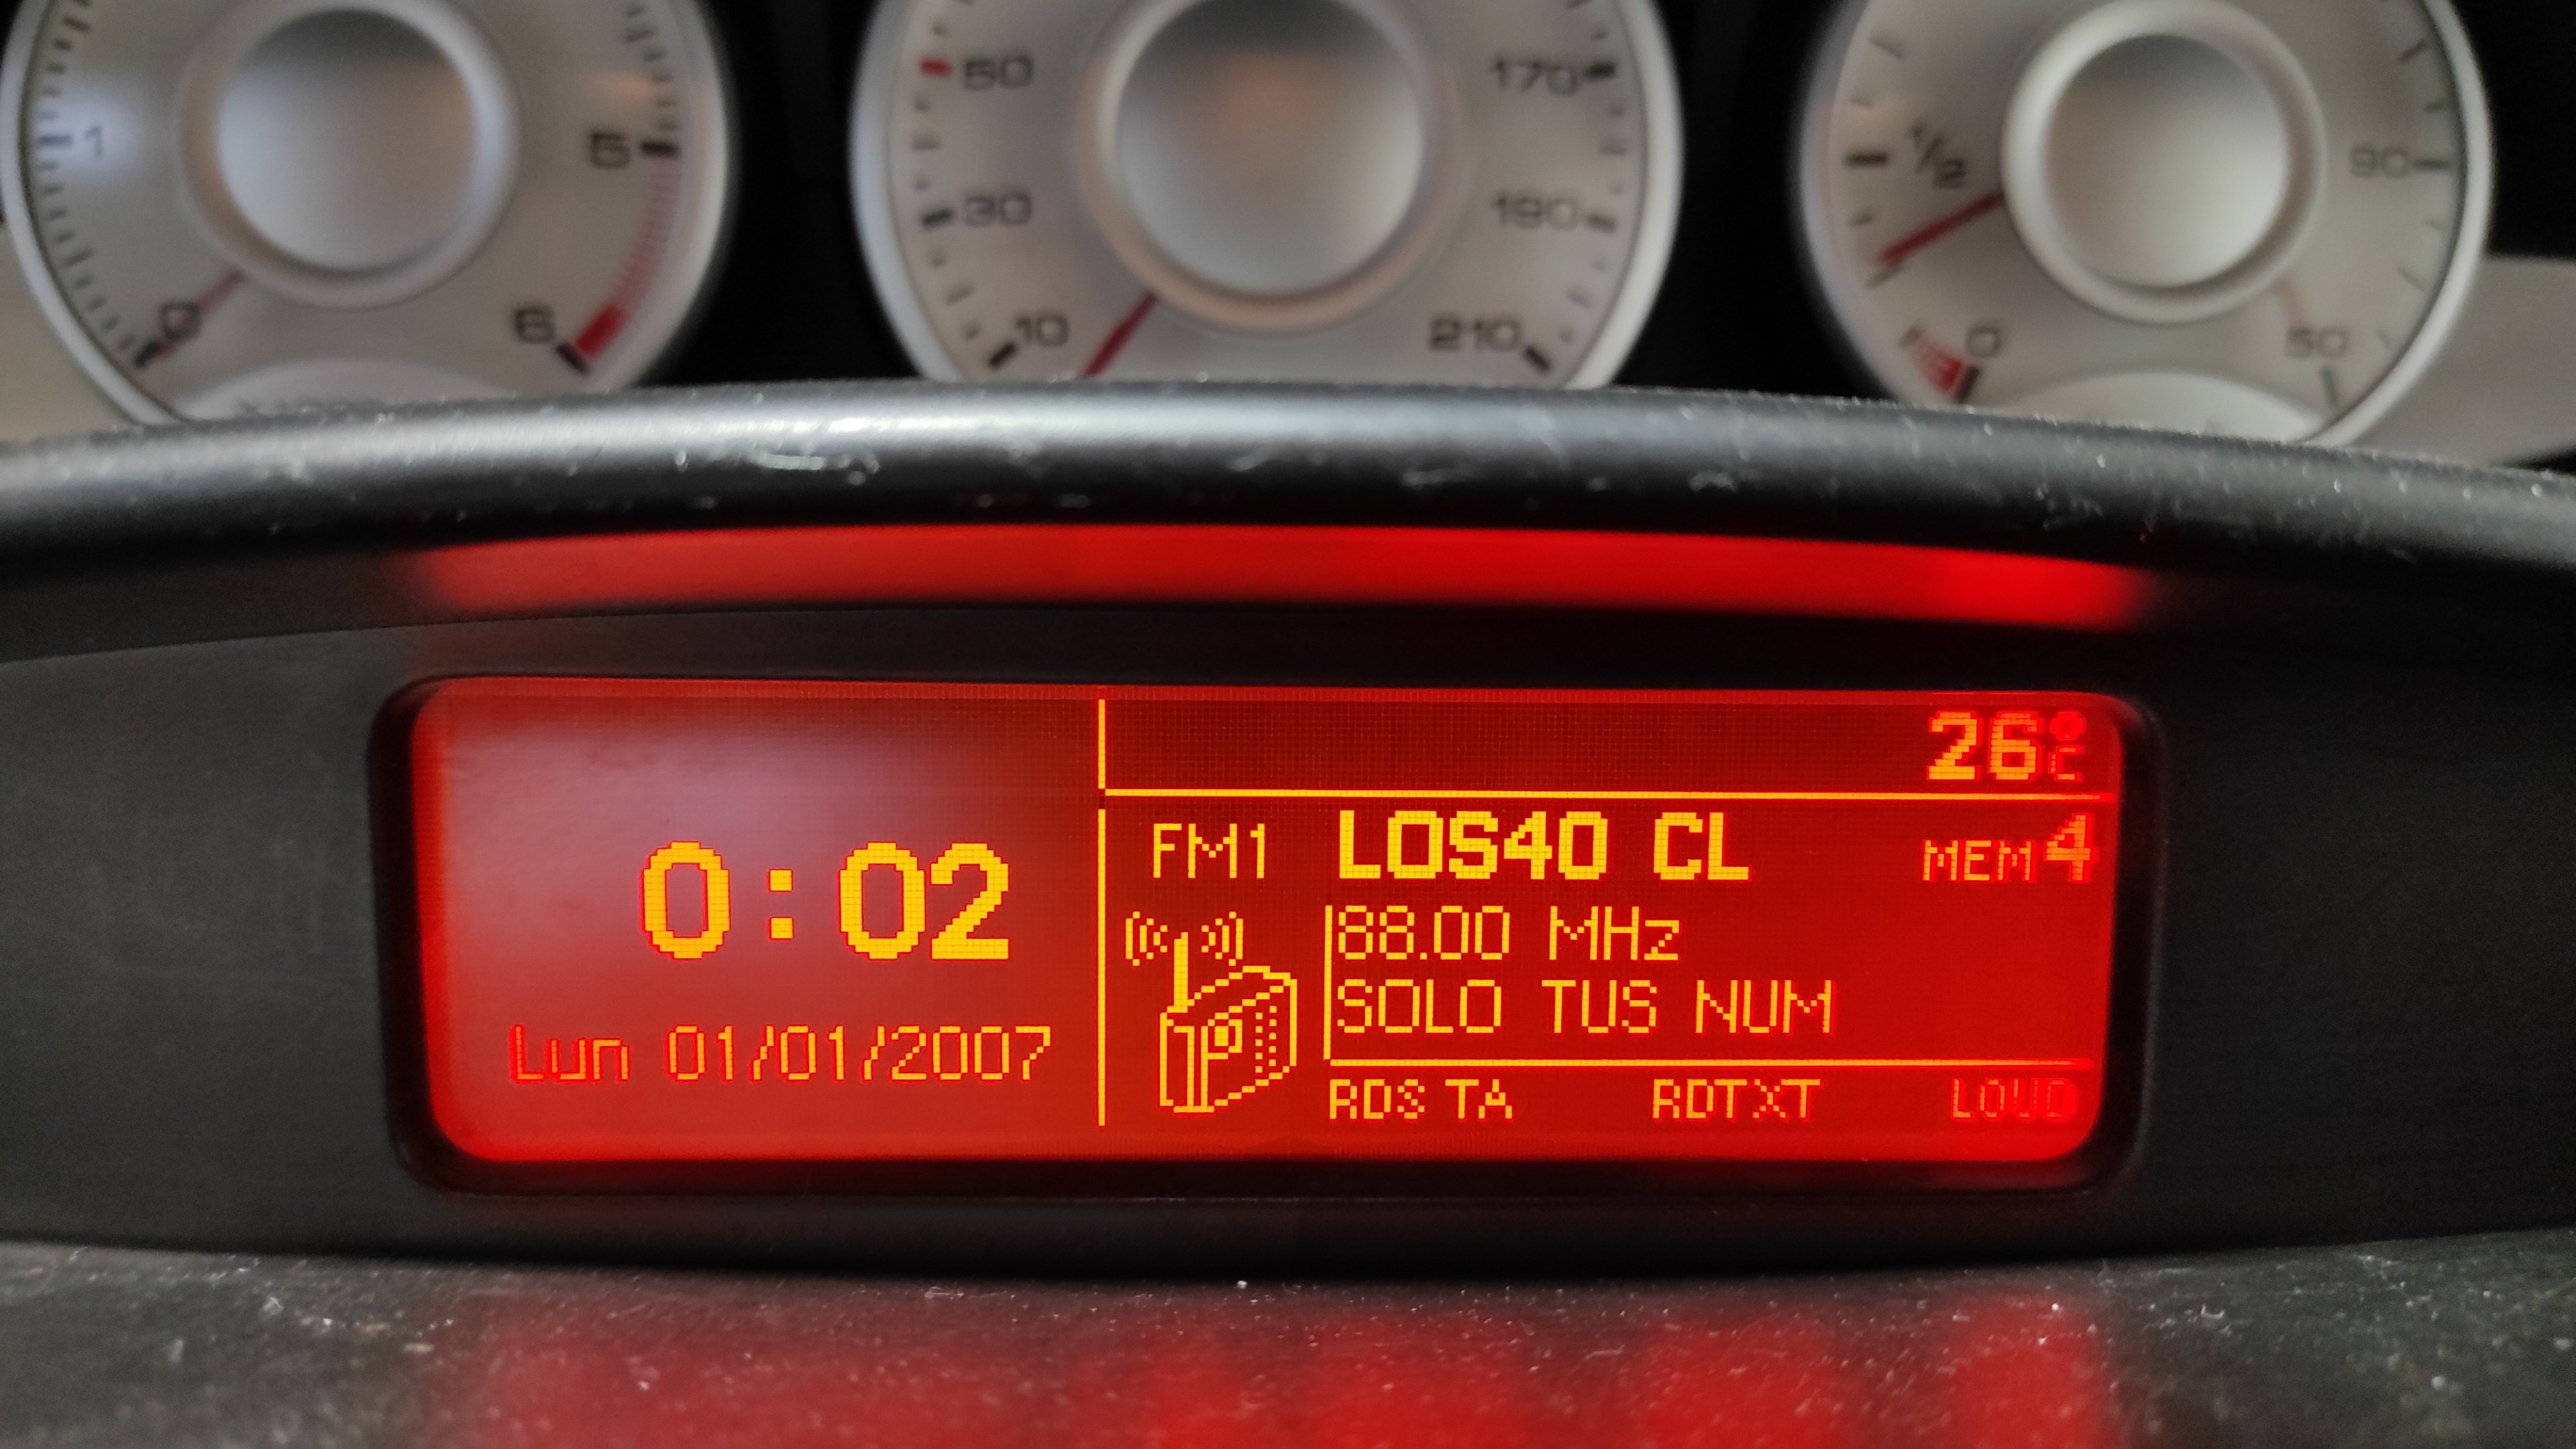 1
5
0
6
50
170
30
190
10
210
1/2
90
0
50
26°C
0:02
Lun 01/01/2007
FM1
LOS40 CL
MEM 4
88.00 MHz
SOLO TUS NUM
RDS TA
RDTXT
LOUD